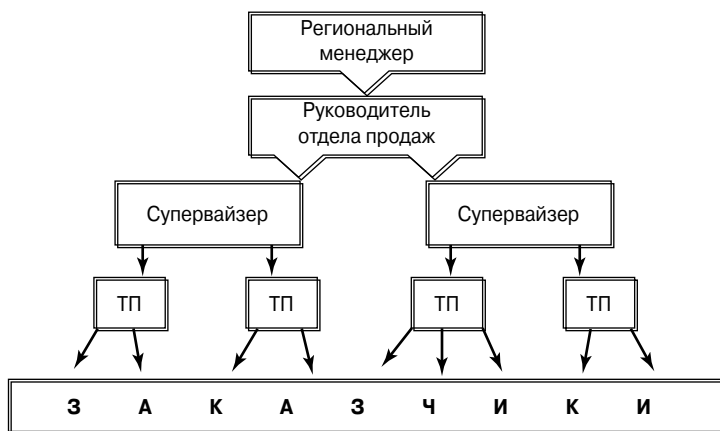 Региональный
менеджер
Руководитель
отдела продаж
Супервайзер Супервайзер
ТП ТП ТП ТП
З А К А З Ч И К И